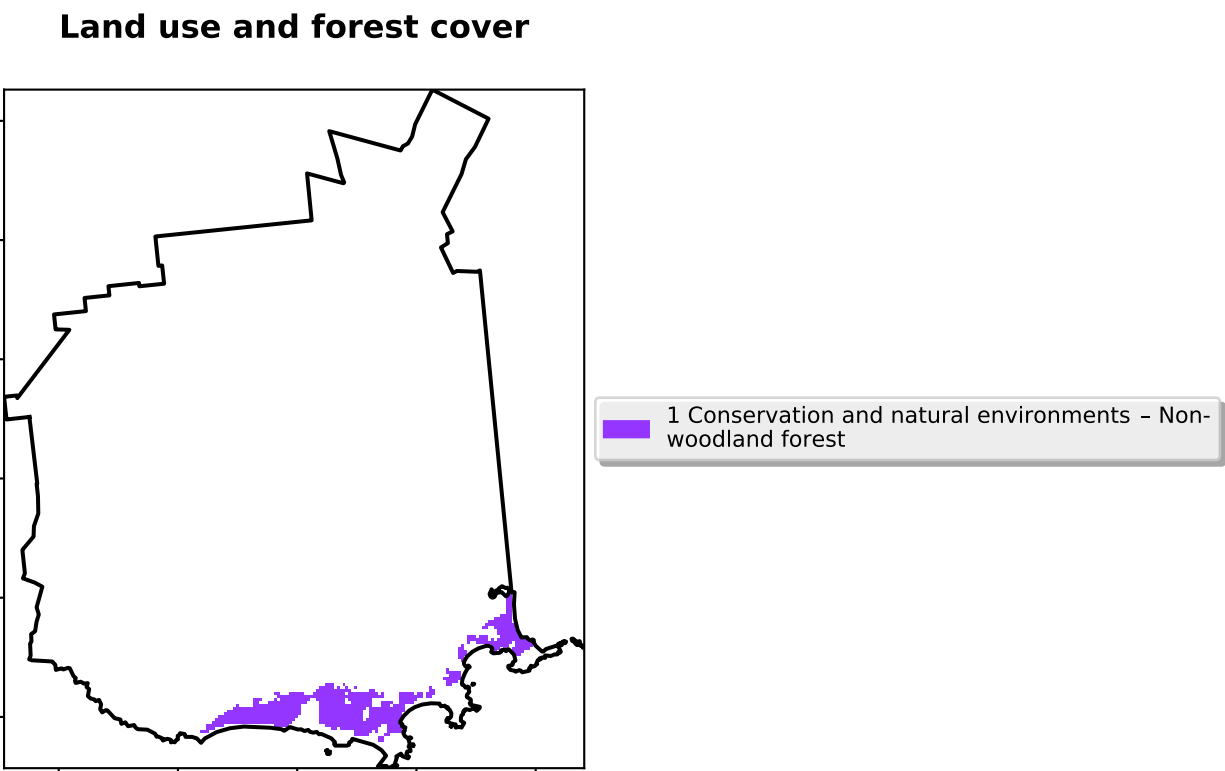 Land use and forest cover
1 Conservation and natural environments – Non-
woodland forest